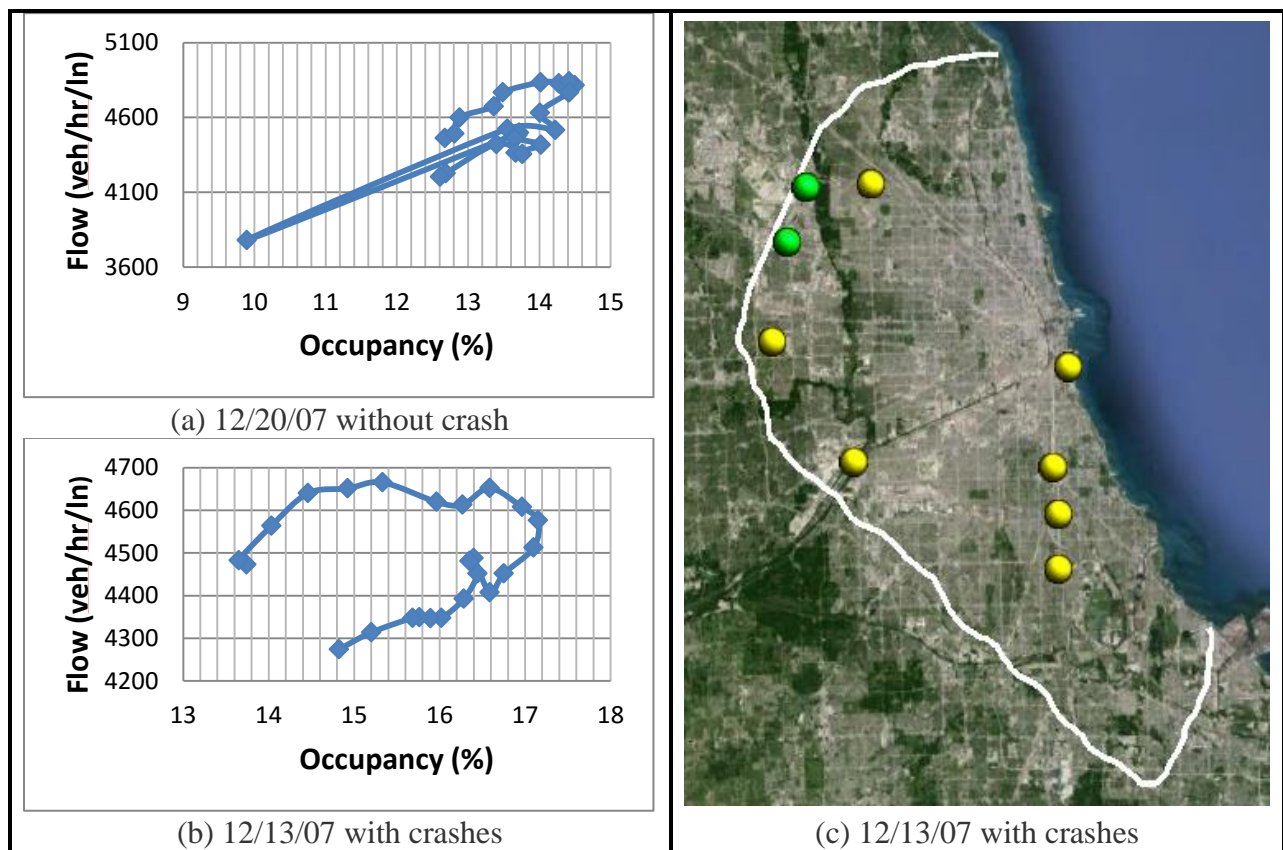 5100
4600
4100
3600
Flow (veh/hr/ln)
9 10 11 12 13 14 15
Occupancy (%)
(a) 12/20/07 without crash
4700
4600
4500
4400
4300
4200
Flow (veh/hr/ln)
13 14 15 16 17 18
Occupancy (%)
(b) 12/13/07 with crashes
(c) 12/13/07 with crashes